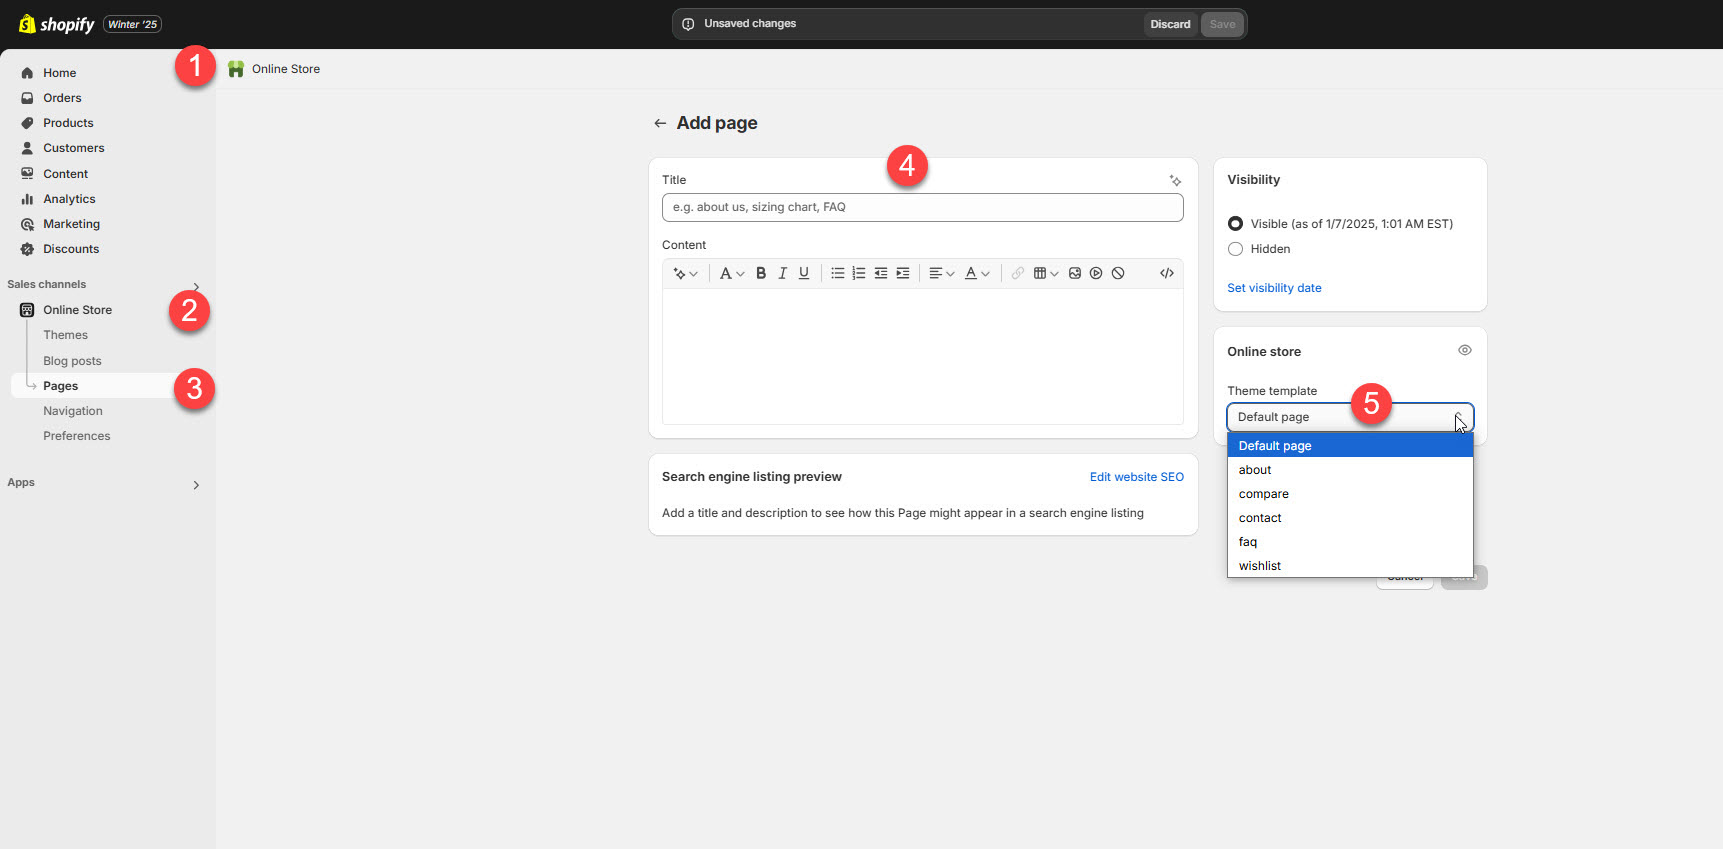 shopify Winter '25
Unsaved changes
Discard
Save
Home
Orders
Products
Customers
Content
Analytics
Marketing
Discounts
Sales channels
Online Store
Themes
Blog posts
Pages
Navigation
Preferences
Apps
1
2
3
Online Store
Add page
4
Title
e.g. about us, sizing chart, FAQ
Content
A
B I U
A
Search engine listing preview
Edit website SEO
Add a title and description to see how this Page might appear in a search engine listing
Visibility
Visible (as of 1/7/2025, 1:01 AM EST)
Hidden
Set visibility date
Online store
Theme template
5
Default page
Default page
about
compare
contact
faq
wishlist
Cancel
Save